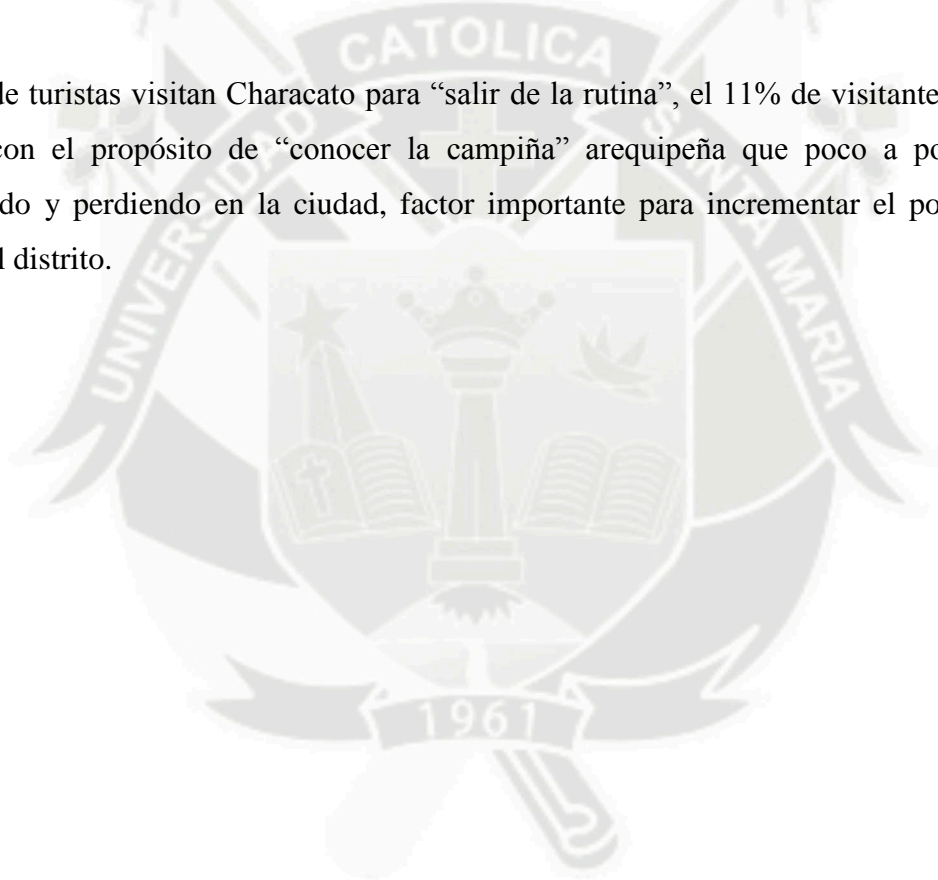 CATOLICA
UNIVERSIDAD
SANTA MARIA
de turistas visitan Characato para “salir de la rutina”, el 11% de visitante
con el propósito de “conocer la campiña” arequipeña que poco a po
do y perdiendo en la ciudad, factor importante para incrementar el po
l distrito.
1961